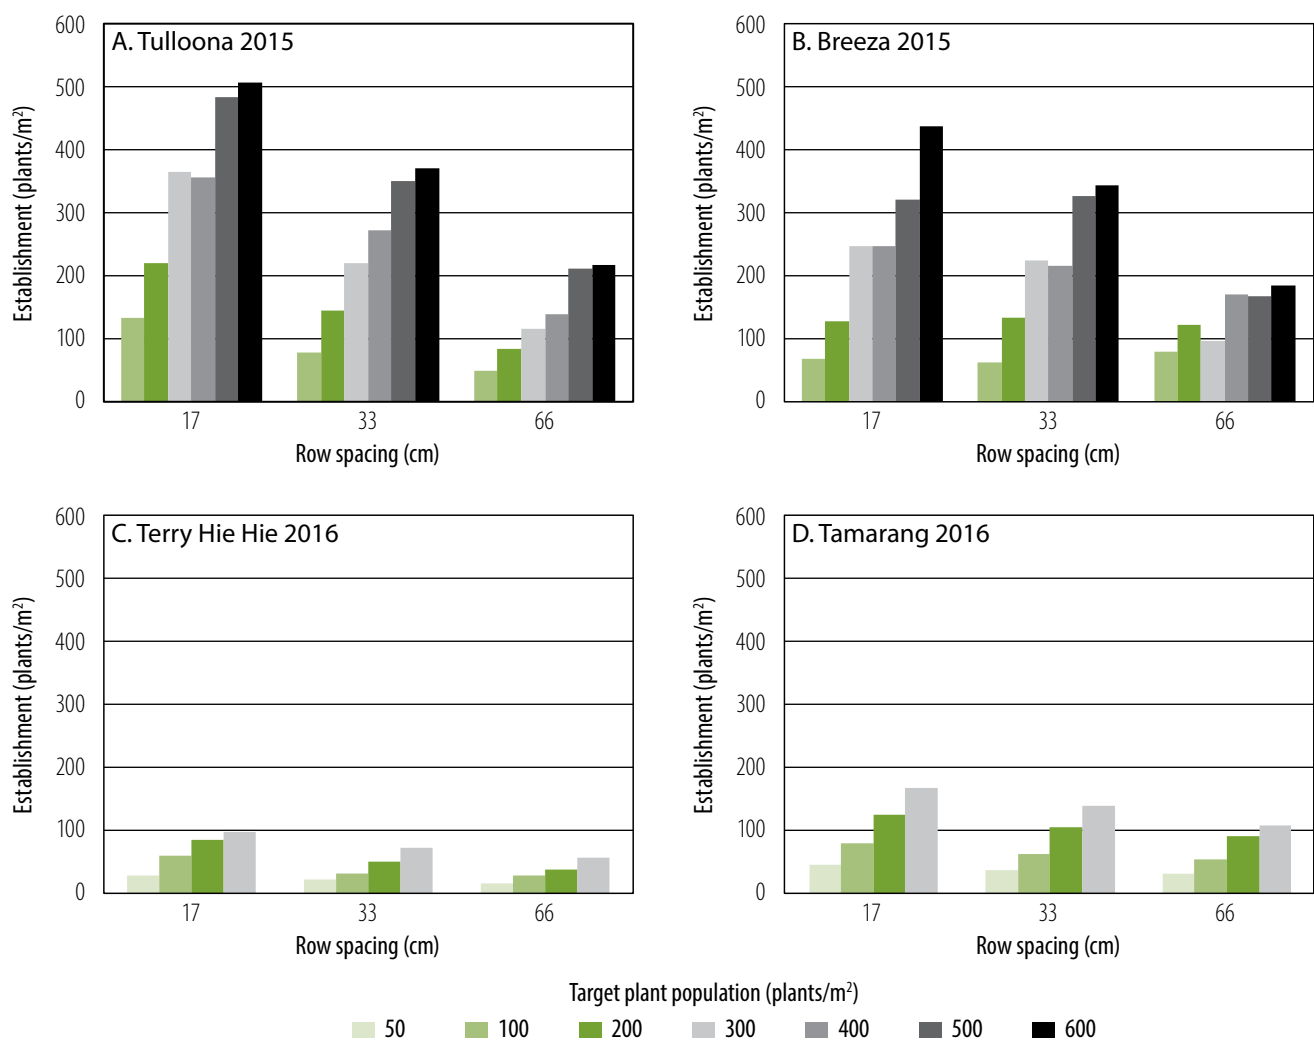 A. Tulloona 2015
600
500
400
300
200
100
0
Establishment (plants/m²)
17 33 66
Row spacing (cm)
B. Breeza 2015
600
500
400
300
200
100
0
Establishment (plants/m²)
17 33 66
Row spacing (cm)
C. Terry Hie Hie 2016
600
500
400
300
200
100
0
Establishment (plants/m²)
17 33 66
Row spacing (cm)
D. Tamarang 2016
600
500
400
300
200
100
0
Establishment (plants/m²)
17 33 66
Row spacing (cm)
Target plant population (plants/m²)
50 100 200 300 400 500 600